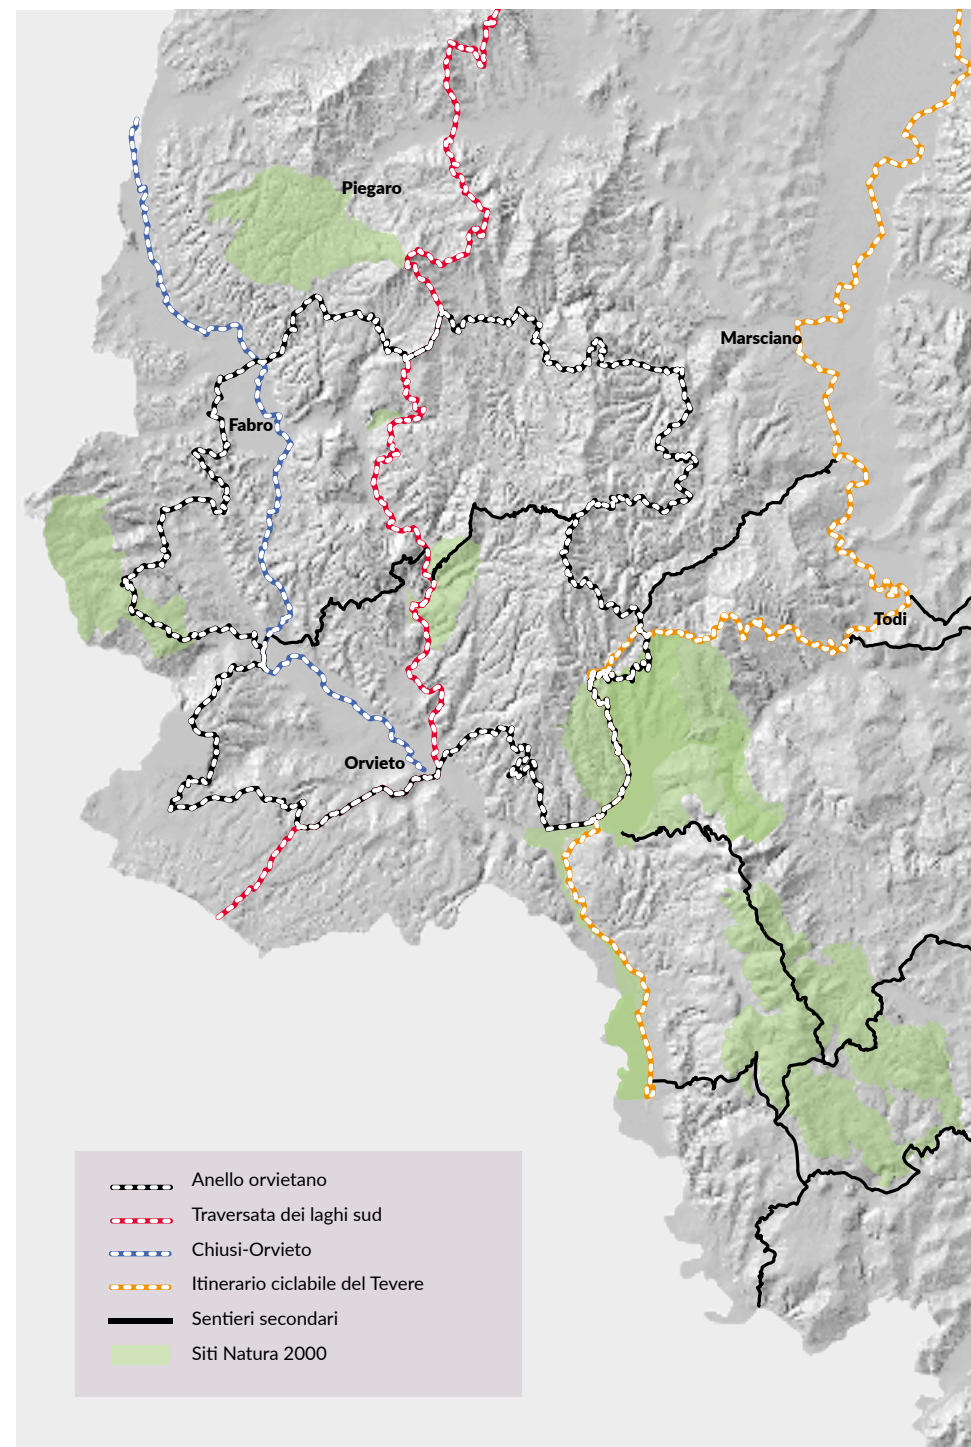 Piegaro
Marsciano
Fabro
Todi
Orvieto
Anello orvietano
Traversata dei laghi sud
Chiusi-Orvieto
Itinerario ciclabile del Tevere
Sentieri secondari
Siti Natura 2000